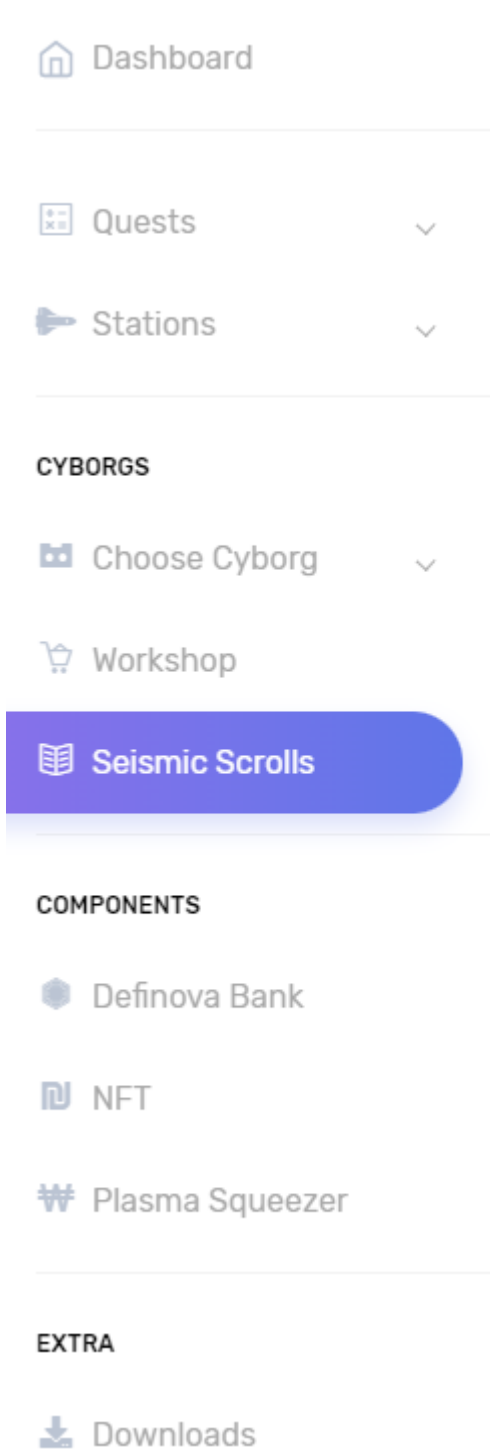 Dashboard
Quests
Stations
CYBORGS
Choose Cyborg
Workshop
Seismic Scrolls
COMPONENTS
Definova Bank
NFT
Plasma Squeezer
EXTRA
Downloads